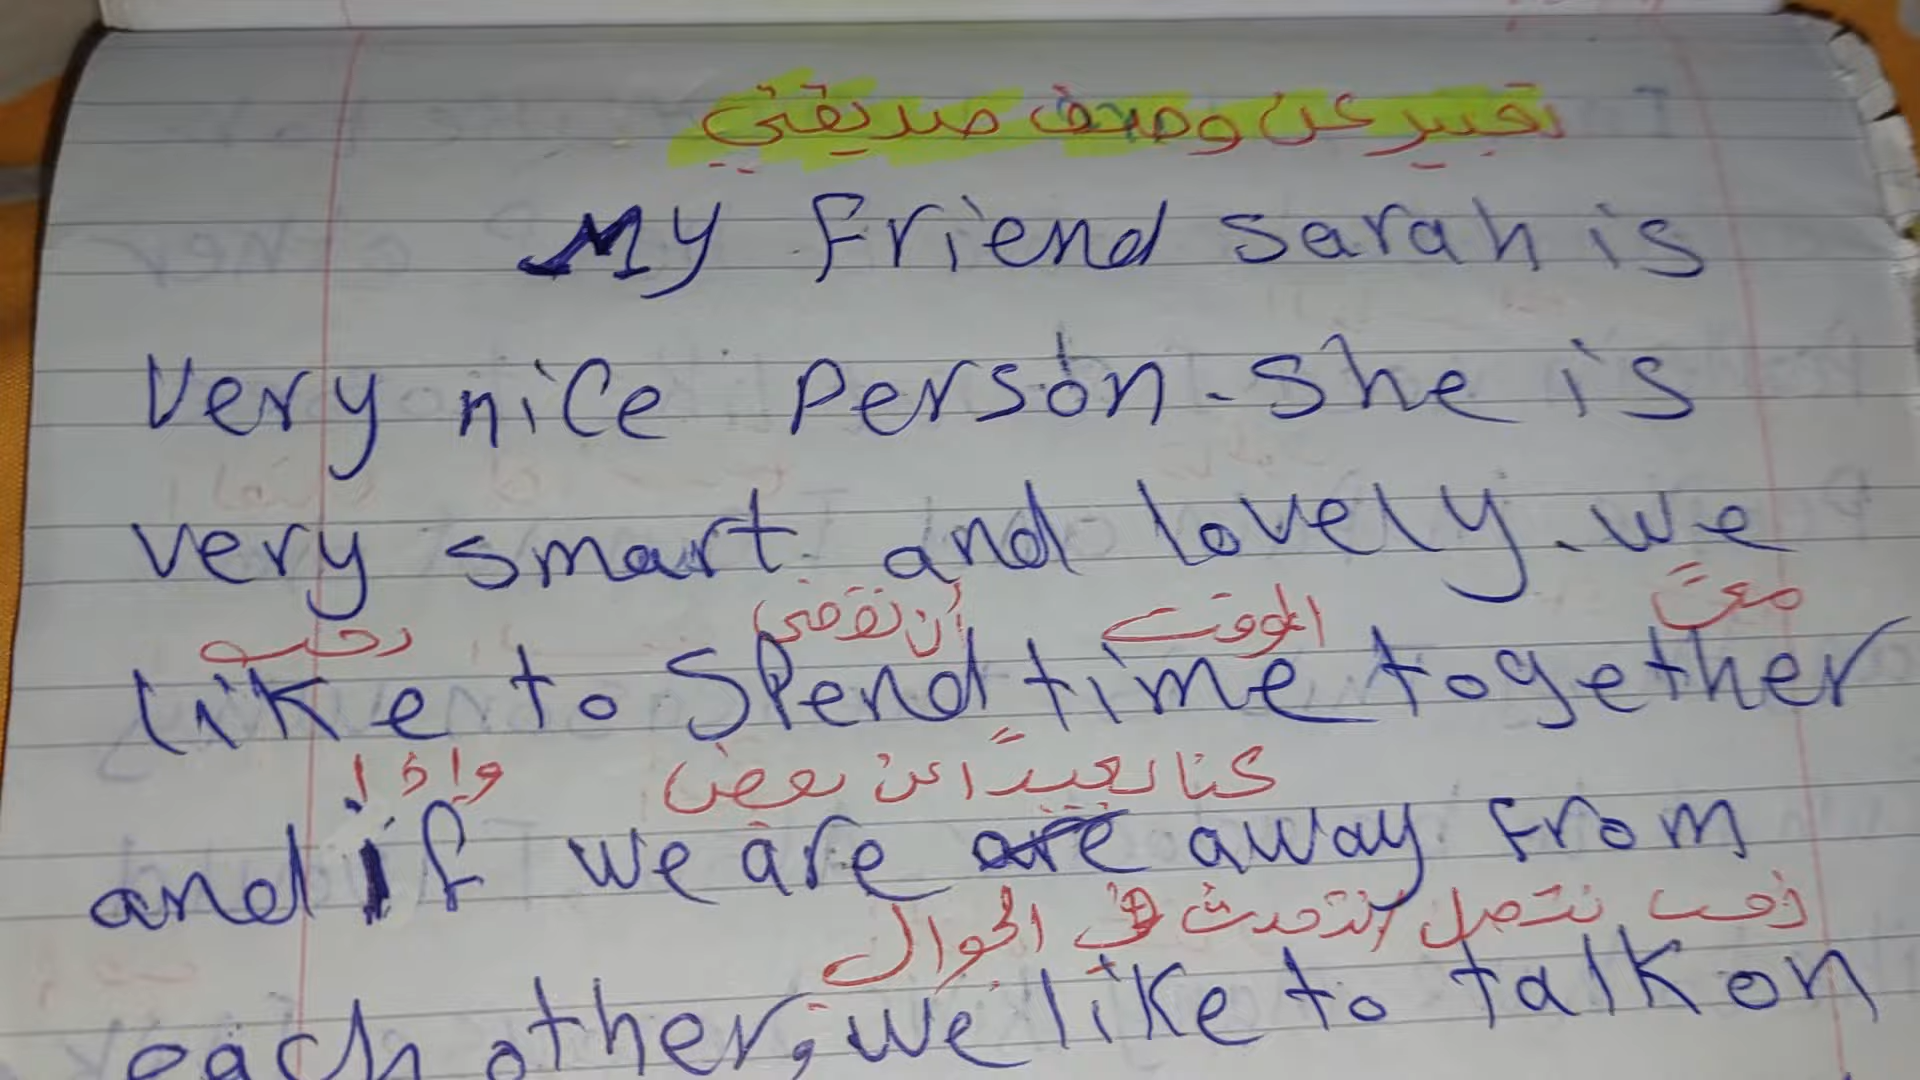 تعبير عن وصف صديقتي
My Friend sarah is
very nice Person. She is
very smart and lovely. we
نحب أن نقضي الوقت معًا
like to Spend time together
وإذا كنا بعيدًا عن بعض
and if we are are away From
نحب نتصل نتحدث في الجوال
each other, we like to talk on